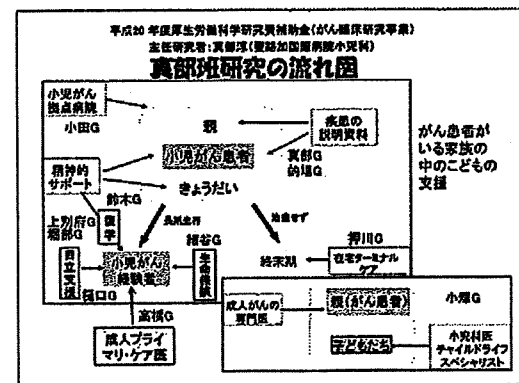 平成20年度厚生労働科学研究費補助金(がん臨床研究事業)
主任研究者:真部淳(聖路加国際病院小児科)
真部班研究の流れ図
小児がん
拠点病院
小田G
親
疾患の
説明資料
小児がん患者
真部G
的場G
がん患者が
いる家族の
中のこどもの
支援
精神的
サポート
きょうだい
鈴木G
復学
長期生存
治癒せず
上別府G
自立支援
小児がん
経験者
樋口G
終末期
押川G
在宅ターミナル
ケア
高橋G
成人プライ
マリ・ケア医
成人がんの
専門医
親(がん患者)
小澤G
子どもたち
小児科医
チャイルドライフ
スペシャリスト